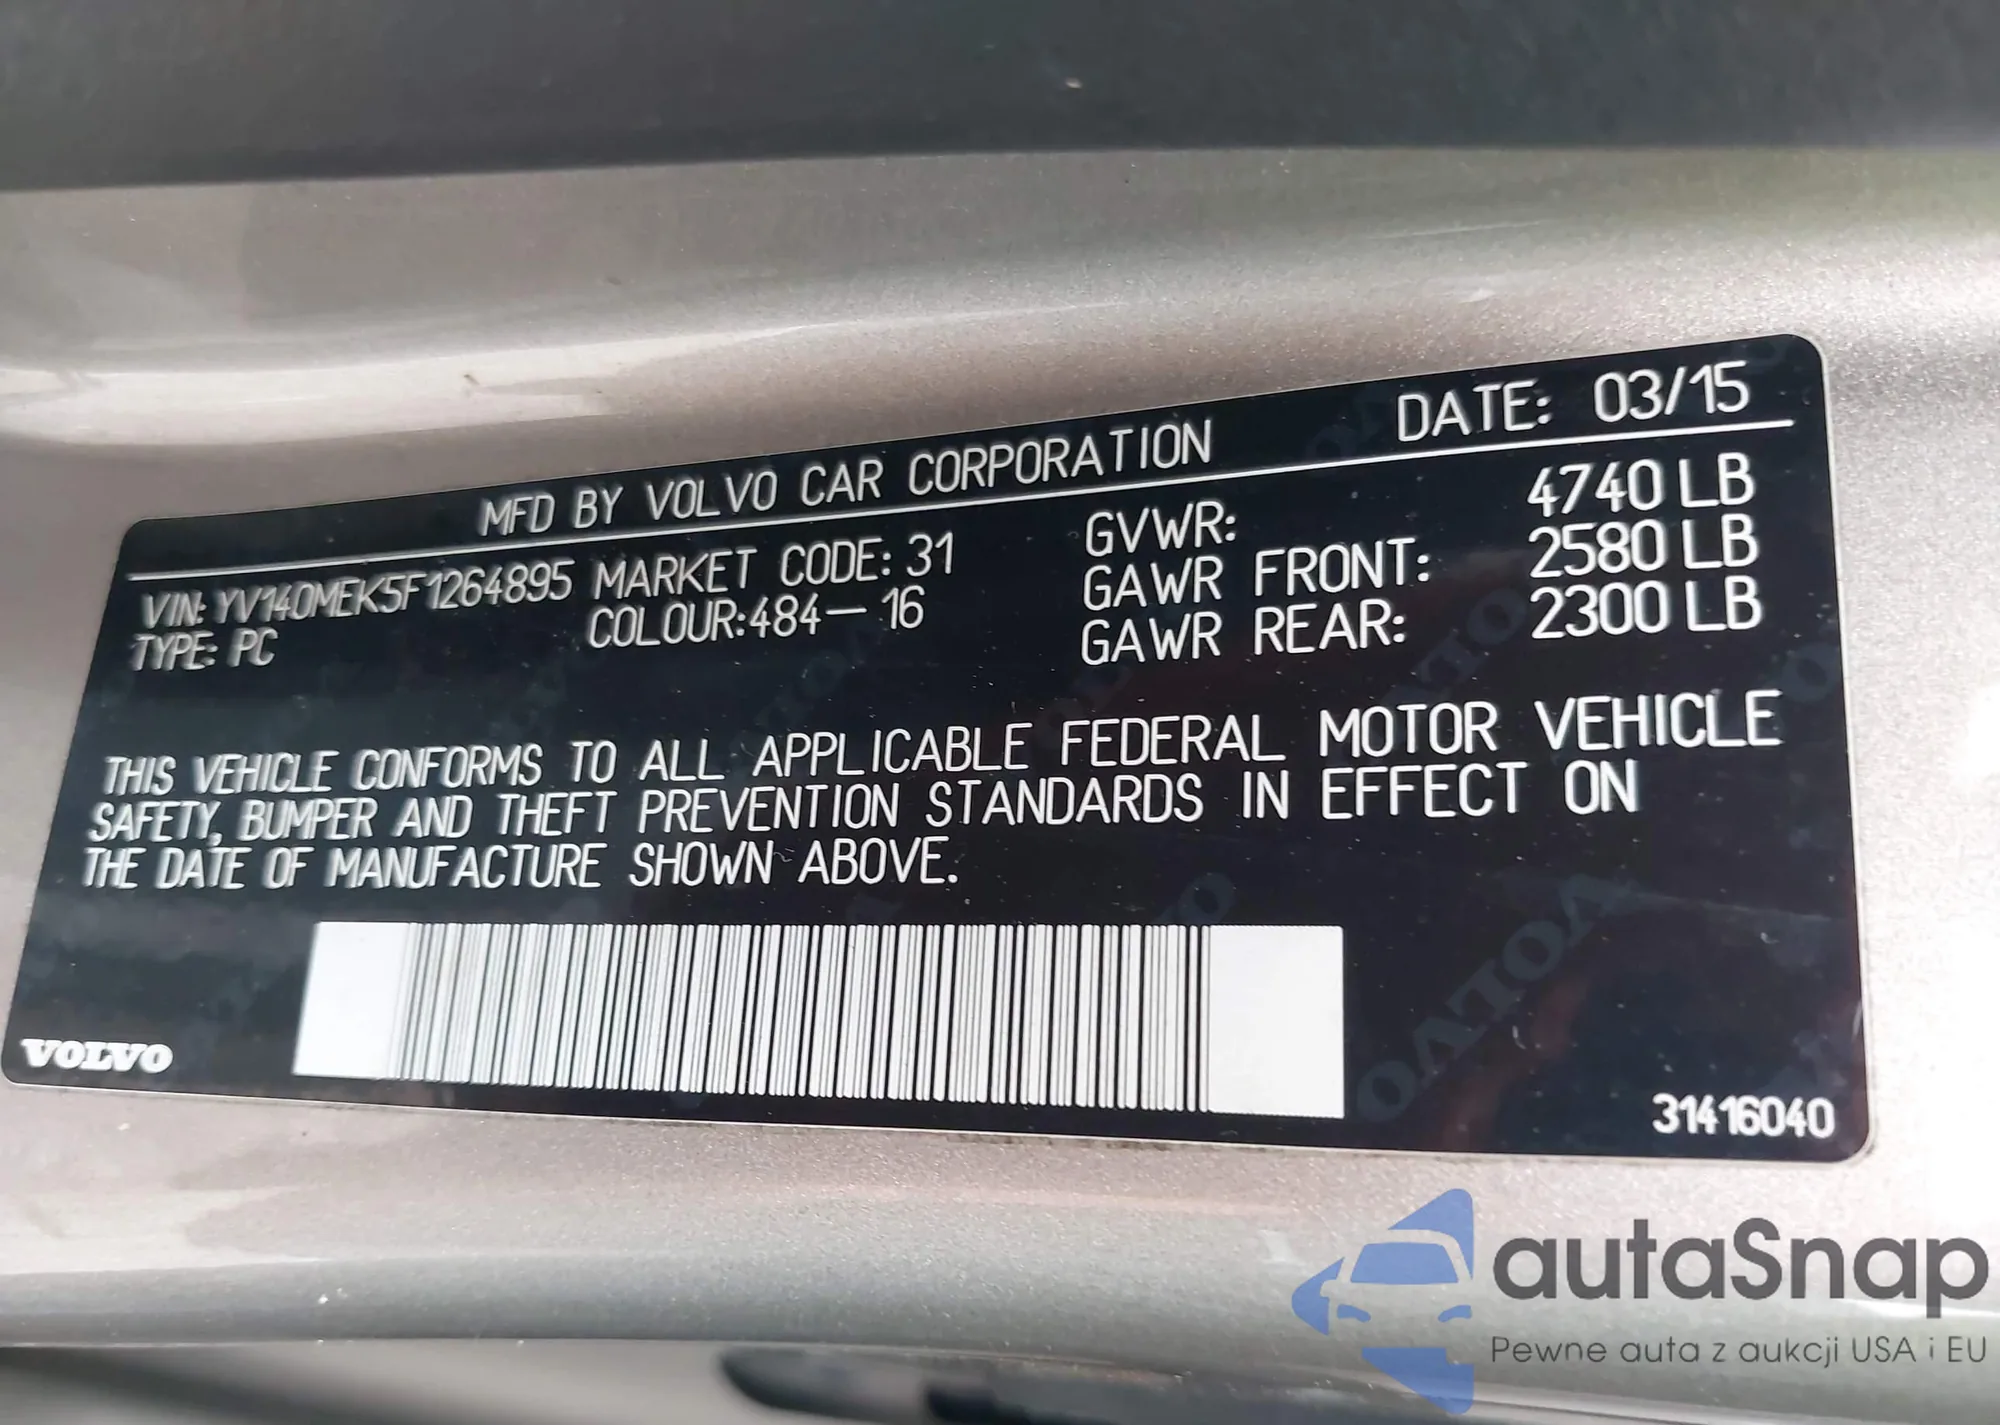 MFD BY VOLVO CAR CORPORATION DATE: 03/15
VIN: YV140MEK5F1264895 MARKET CODE: 31 GVWR: 4740 LB
TYPE: PC COLOUR:484-16 GAWR FRONT: 2580 LB
GAWR REAR: 2300 LB
THIS VEHICLE CONFORMS TO ALL APPLICABLE FEDERAL MOTOR VEHICLE
SAFETY, BUMPER AND THEFT PREVENTION STANDARDS IN EFFECT ON
THE DATE OF MANUFACTURE SHOWN ABOVE.
VOLVO
31416040
autaSnap
Pewne auta z aukcji USA i EU